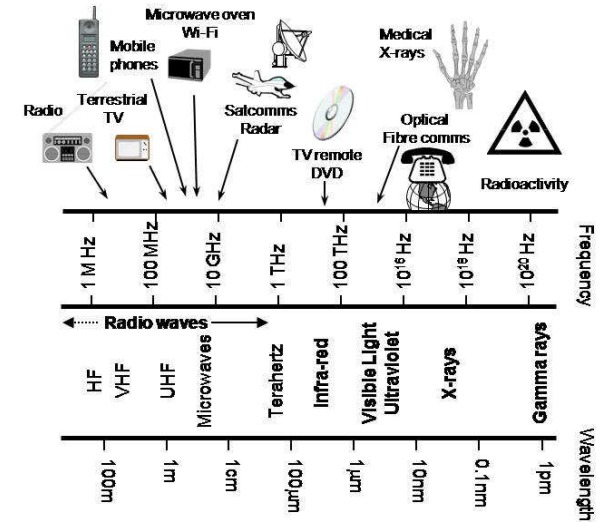 Microwave oven
Wi-Fi
Mobile
phones
Medical
X-rays
Radio
Terrestrial
TV
Satcomms
Radar
TV remote
DVD
Optical
Fibre comms
Radioactivity
1 MHz
100 MHz
10 GHz
1 THz
100 THz
10¹⁶ Hz
10¹⁸ Hz
10²⁰ Hz
Frequency
Radio waves
HF
VHF
UHF
Microwaves
Terahertz
Infra-red
Visible Light
Ultraviolet
X-rays
Gamma rays
100m
1m
1cm
100µm
1µm
10nm
0.1nm
1pm
Wavelength